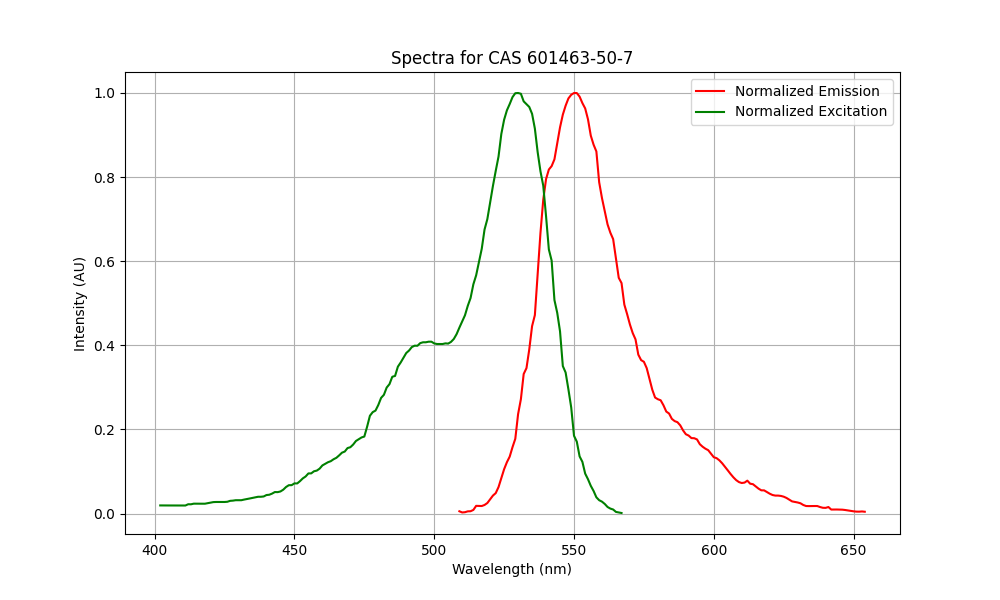 Spectra for CAS 601463-50-7
Normalized Emission
Normalized Excitation
Intensity (AU)
1.0
0.8
0.6
0.4
0.2
0.0
400 450 500 550 600 650
Wavelength (nm)